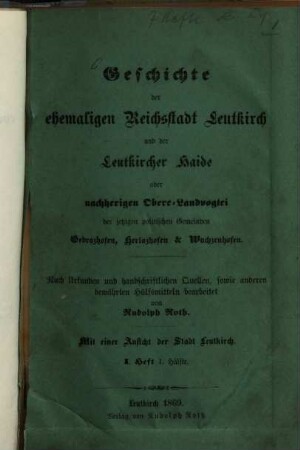 Geschichte
der
ehemaligen Reichsstadt Leutkirch
und der
Leutkircher Haide
oder
nachherigen Obere-Landvogtei
der jetzigen politischen Gemeinden
Gebrazhofen, Herlazhofen & Wuchzenhofen.
Nach Urkunden und handschriftlichen Quellen, sowie anderen
bewährten Hülfsmitteln bearbeitet
von
Rudolph Roth.
Mit einer Ansicht der Stadt Leutkirch.
I. Heft 1. Hälfte.
Leutkirch 1869.
Verlag von Rudolph Roth